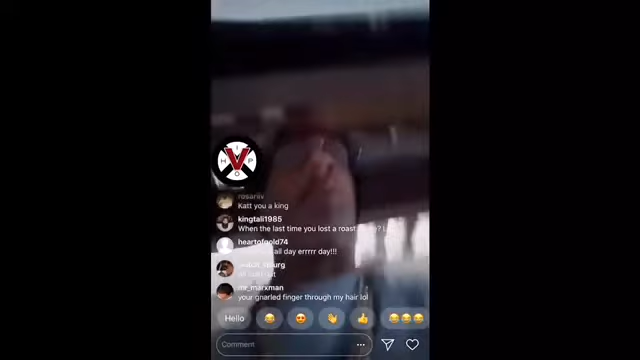 H I P O
V
rosariiv
Katt you a king
kingtali1985
When the last time you lost a roast
heartofgold74
all day errrrr day!!!
mr_marxman
your gnarled finger through my hair lol
Hello
Comment